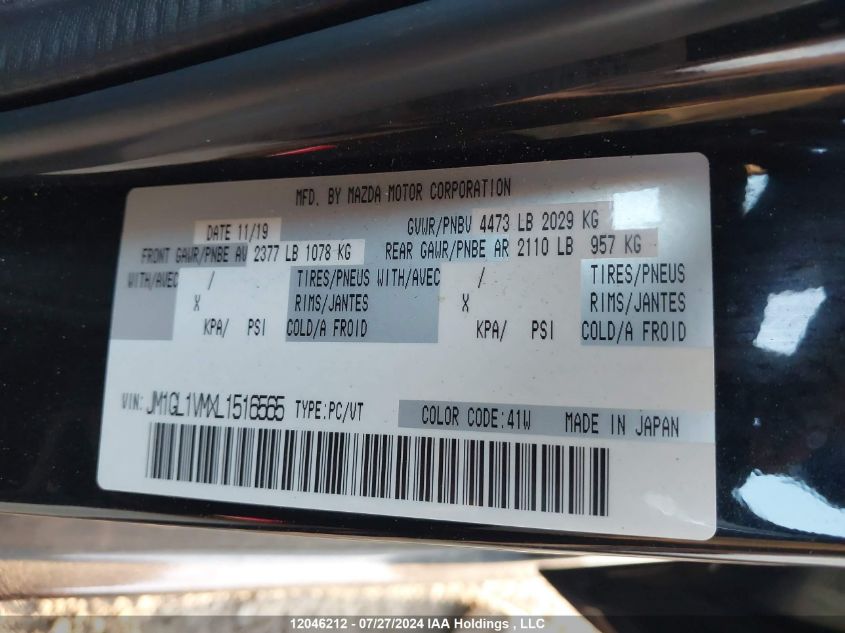 MFD. BY MAZDA MOTOR CORPORATION
DATE 11/19 GVWR/PNBV 4473 LB 2029 KG
FRONT GAWR/PNBE AV 2377 LB 1078 KG REAR GAWR/PNBE AR 2110 LB 957 KG
WITH/AVEC / TIRES/PNEUS WITH/AVEC / TIRES/PNEUS
X RIMS/JANTES X RIMS/JANTES
KPA/ PSI COLD/A FROID KPA/ PSI COLD/A FROID
VIN: JM1GL1VMXL1516565 TYPE:PC/VT COLOR CODE:41W MADE IN JAPAN
12046212 - 07/27/2024 IAA Holdings, LLC